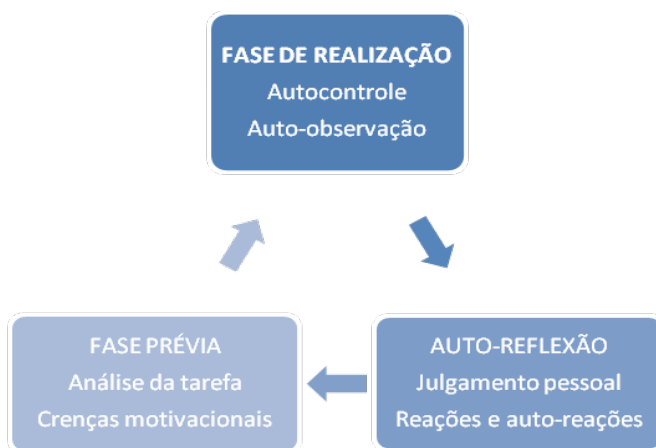 FASE DE REALIZAÇÃO
Autocontrole
Auto-observação
FASE PRÉVIA
Análise da tarefa
Crenças motivacionais
AUTO-REFLEXÃO
Julgamento pessoal
Reações e auto-reações